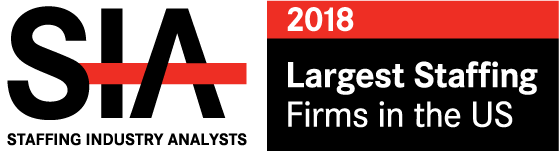 SIA
STAFFING INDUSTRY ANALYSTS
2018
Largest Staffing
Firms in the US